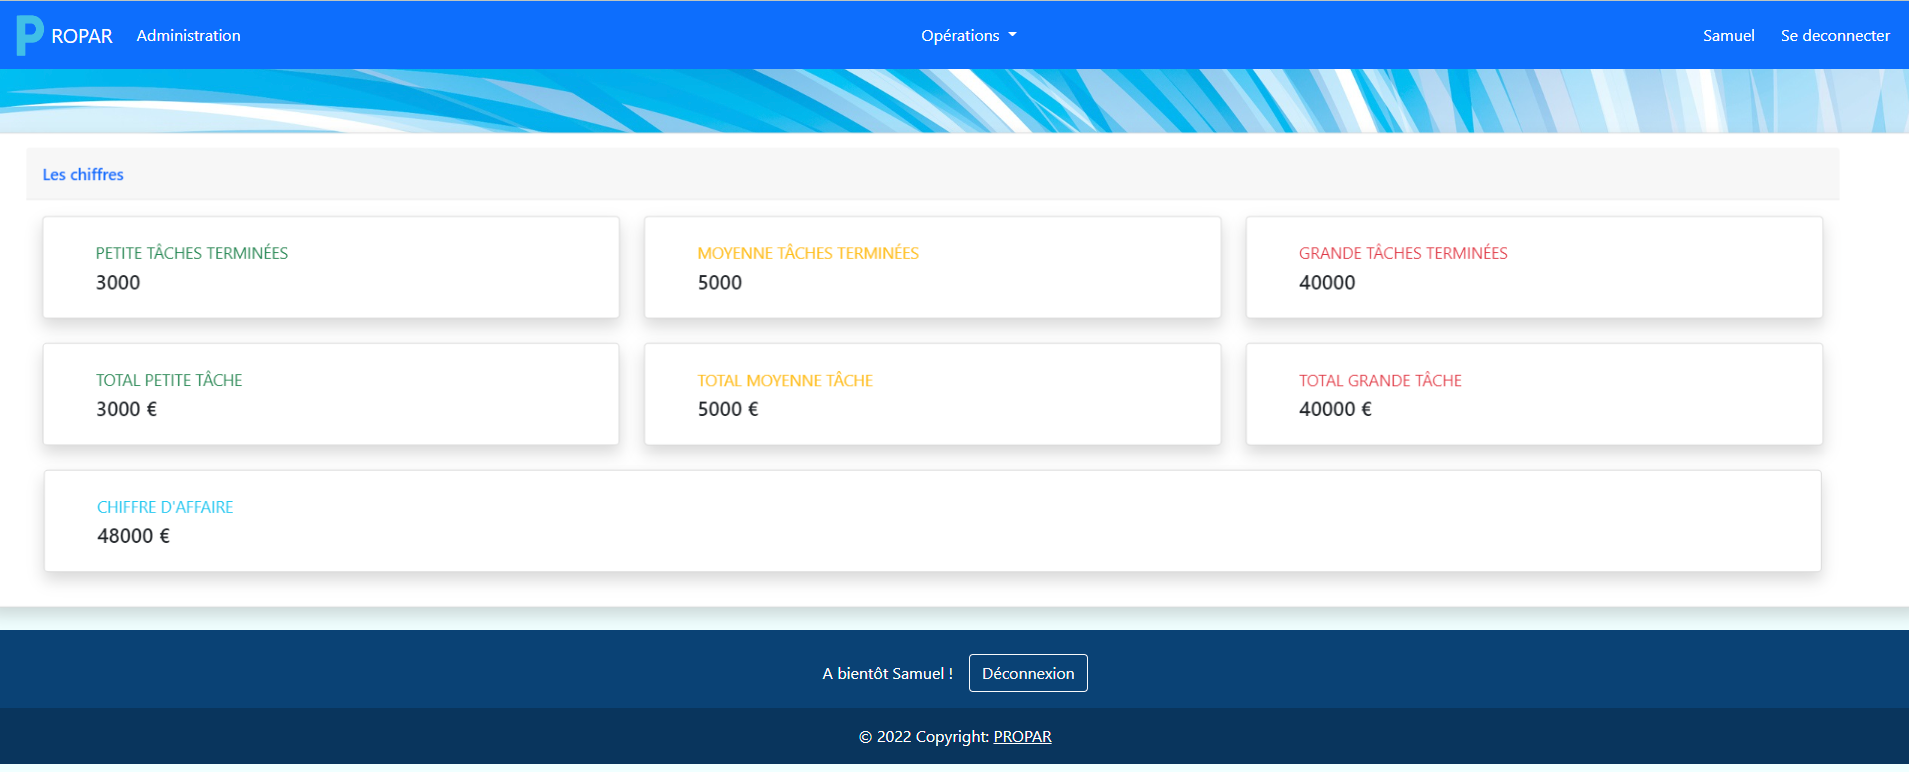 P ROPAR Administration Opérations Samuel Se deconnecter
Les chiffres
PETITE TÂCHES TERMINÉES
3000
MOYENNE TÂCHES TERMINÉES
5000
GRANDE TÂCHES TERMINÉES
40000
TOTAL PETITE TÂCHE
3000 €
TOTAL MOYENNE TÂCHE
5000 €
TOTAL GRANDE TÂCHE
40000 €
CHIFFRE D'AFFAIRE
48000 €
A bientôt Samuel ! Déconnexion
© 2022 Copyright: PROPAR